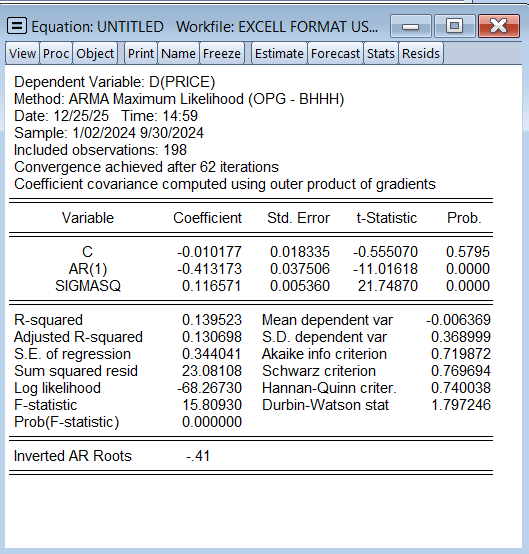 Equation: UNTITLED Workfile: EXCELL FORMAT US...
View Proc Object Print Name Freeze Estimate Forecast Stats Resids
Dependent Variable: D(PRICE)
Method: ARMA Maximum Likelihood (OPG - BHHH)
Date: 12/25/25 Time: 14:59
Sample: 1/02/2024 9/30/2024
Included observations: 198
Convergence achieved after 62 iterations
Coefficient covariance computed using outer product of gradients
Variable Coefficient Std. Error t-Statistic Prob.
C -0.010177 0.018335 -0.555070 0.5795
AR(1) -0.413173 0.037506 -11.01618 0.0000
SIGMASQ 0.116571 0.005360 21.74870 0.0000
R-squared 0.139523 Mean dependent var -0.006369
Adjusted R-squared 0.130698 S.D. dependent var 0.368999
S.E. of regression 0.344041 Akaike info criterion 0.719872
Sum squared resid 23.08108 Schwarz criterion 0.769694
Log likelihood -68.26730 Hannan-Quinn criter. 0.740038
F-statistic 15.80930 Durbin-Watson stat 1.797246
Prob(F-statistic) 0.000000
Inverted AR Roots -.41